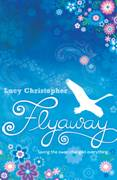 Lucy Christopher
Flyaway
Saving the swan changed everything...